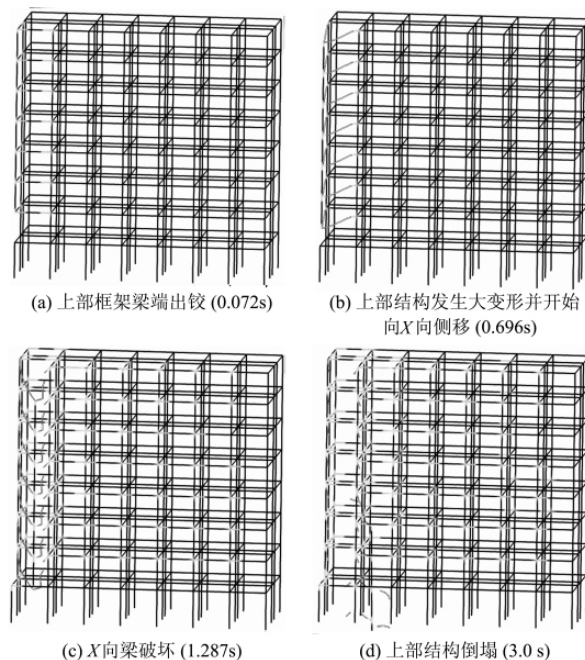 (a) 上部框架梁端出铰 (0.072s)
(b) 上部结构发生大变形并开始
向X向侧移 (0.696s)
(c) X向梁破坏 (1.287s)
(d) 上部结构倒塌 (3.0 s)